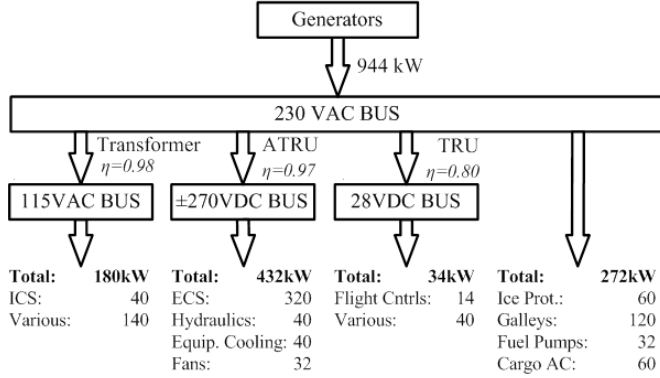 Generators
944 kW
230 VAC BUS
Transformer
η=0.98
ATRU
η=0.97
TRU
η=0.80
115VAC BUS
±270VDC BUS
28VDC BUS
Total: 180kW
ICS: 40
Various: 140
Total: 432kW
ECS: 320
Hydraulics: 40
Equip. Cooling: 40
Fans: 32
Total: 34kW
Flight Cntrls: 14
Various: 40
Total: 272kW
Ice Prot.: 60
Galleys: 120
Fuel Pumps: 32
Cargo AC: 60